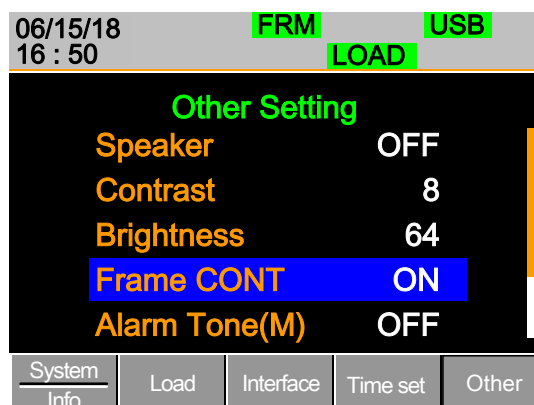 06/15/18 FRM USB
16 : 50 LOAD
Other Setting
Speaker OFF
Contrast 8
Brightness 64
Frame CONT ON
Alarm Tone(M) OFF
System Info Load Interface Time set Other